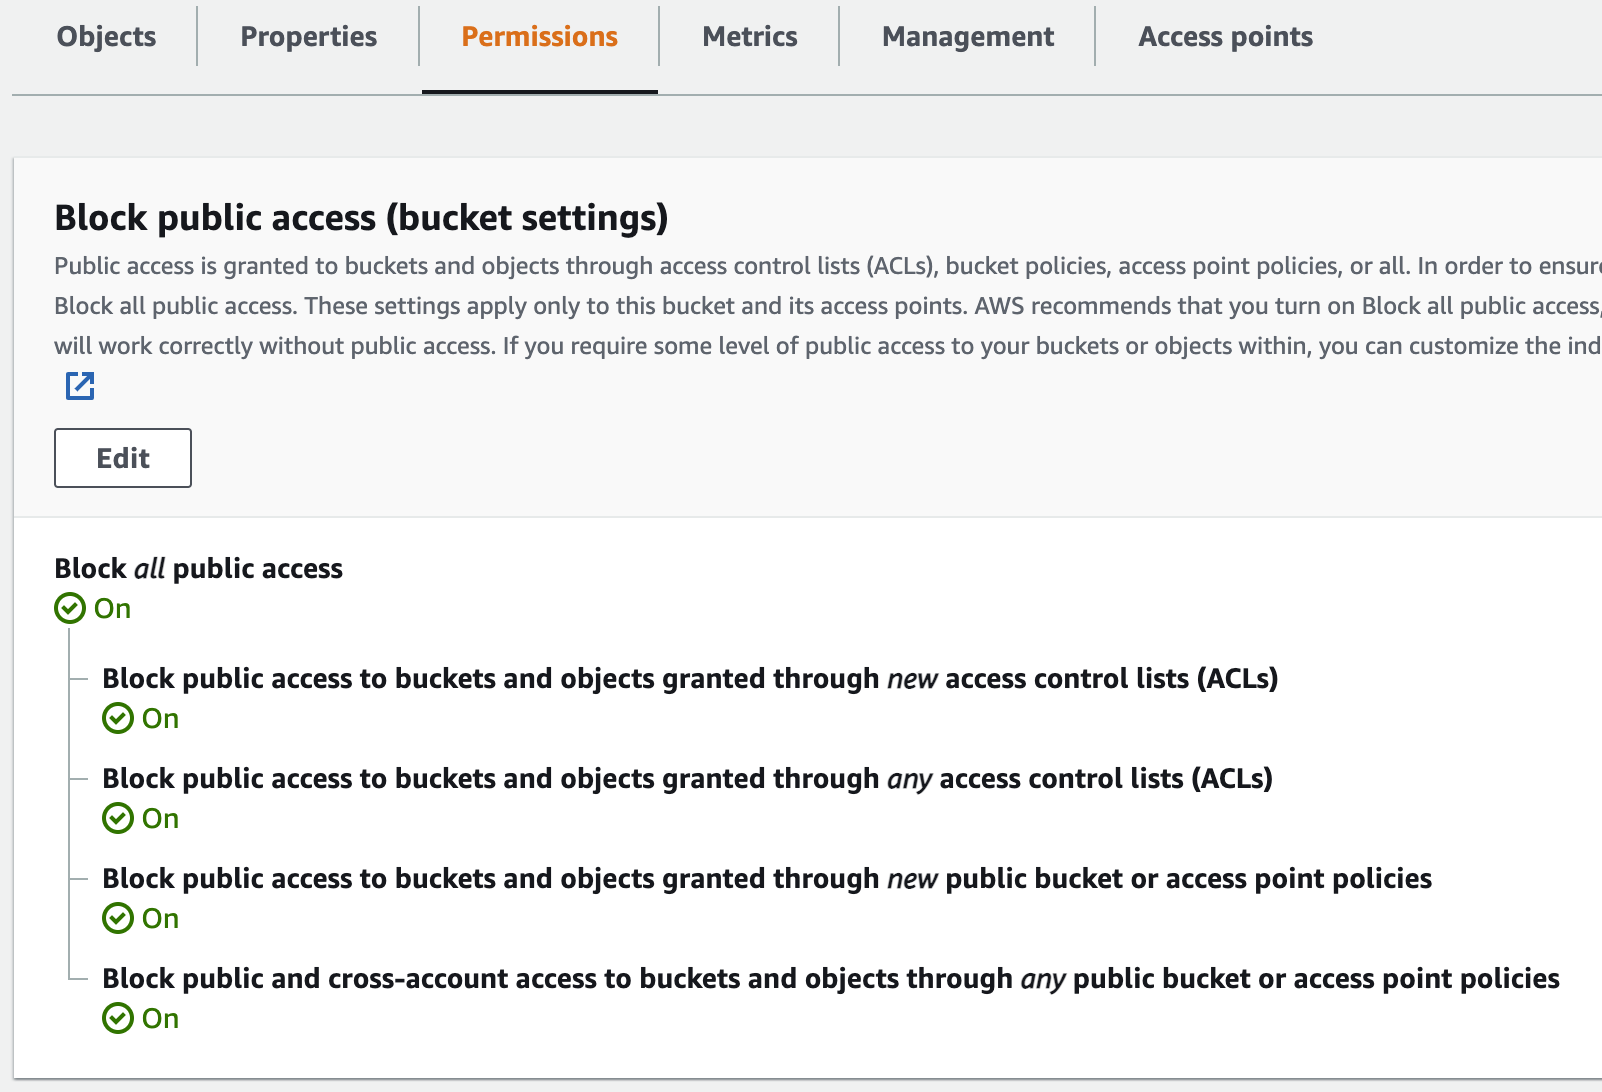 Objects
Properties
Permissions
Metrics
Management
Access points
Block public access (bucket settings)
Public access is granted to buckets and objects through access control lists (ACLs), bucket policies, access point policies, or all. In order to ensure
Block all public access. These settings apply only to this bucket and its access points. AWS recommends that you turn on Block all public access,
will work correctly without public access. If you require some level of public access to your buckets or objects within, you can customize the ind
Edit
Block all public access
On
Block public access to buckets and objects granted through new access control lists (ACLs)
On
Block public access to buckets and objects granted through any access control lists (ACLs)
On
Block public access to buckets and objects granted through new public bucket or access point policies
On
Block public and cross-account access to buckets and objects through any public bucket or access point policies
On